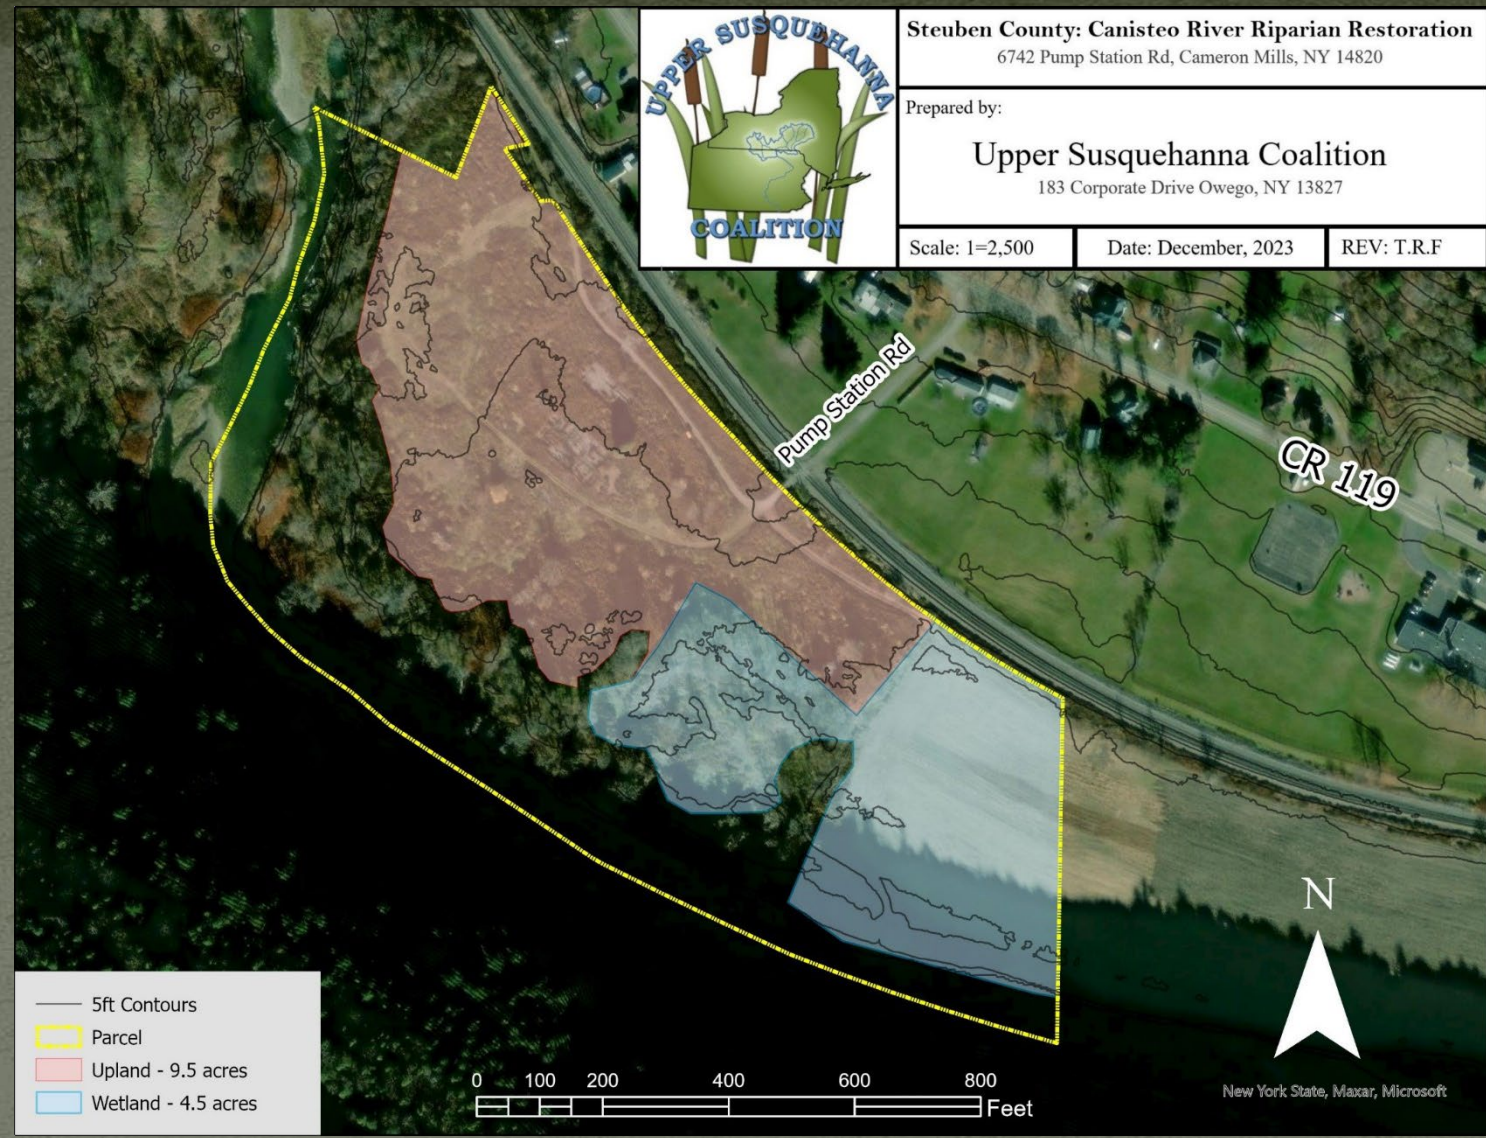 UPPER SUSQUEHANNA
COALITION
Steuben County: Canisteo River Riparian Restoration
6742 Pump Station Rd, Cameron Mills, NY 14820
Prepared by:
Upper Susquehanna Coalition
183 Corporate Drive Owego, NY 13827
Scale: 1=2,500
Date: December, 2023
REV: T.R.F
Pump Station Rd
CR 119
N
5ft Contours
Parcel
Upland - 9.5 acres
Wetland - 4.5 acres
0 100 200 400 600 800
Feet
New York State, Maxar, Microsoft